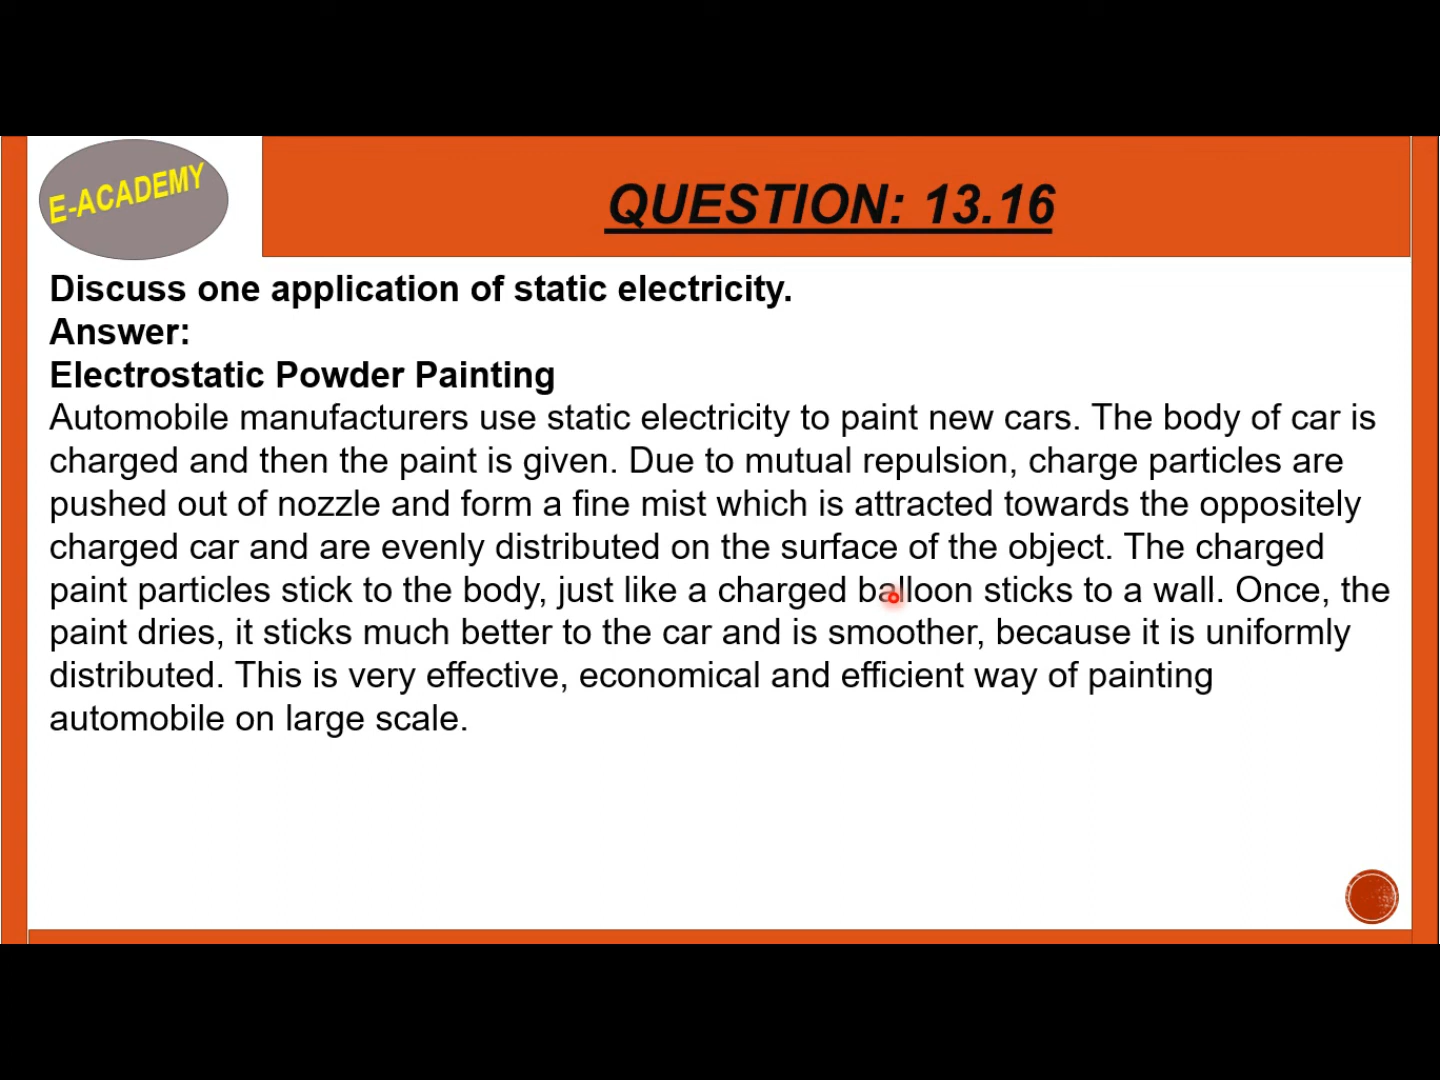 E-ACADEMY
QUESTION: 13.16
Discuss one application of static electricity.
Answer:
Electrostatic Powder Painting
Automobile manufacturers use static electricity to paint new cars. The body of car is
charged and then the paint is given. Due to mutual repulsion, charge particles are
pushed out of nozzle and form a fine mist which is attracted towards the oppositely
charged car and are evenly distributed on the surface of the object. The charged
paint particles stick to the body, just like a charged balloon sticks to a wall. Once, the
paint dries, it sticks much better to the car and is smoother, because it is uniformly
distributed. This is very effective, economical and efficient way of painting
automobile on large scale.